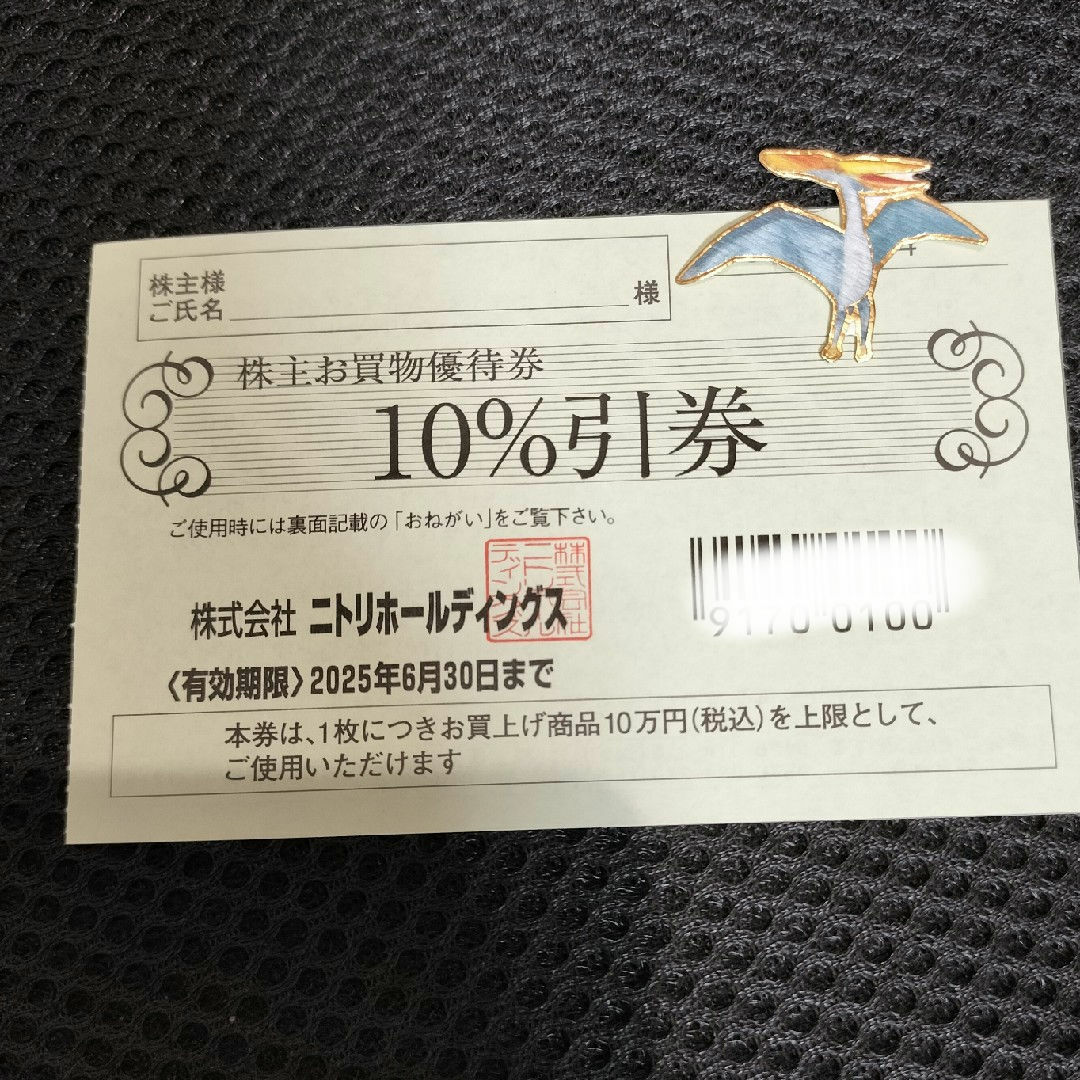 株主様
ご氏名 様
4
株主お買物優待券
10%引券
ご使用時には裏面記載の「おねがい」をご覧下さい。
株式会社 ニトリホールディングス
9170 0100
〈有効期限〉2025年6月30日まで
本券は、1枚につきお買上げ商品10万円(税込)を上限として、
ご使用いただけます